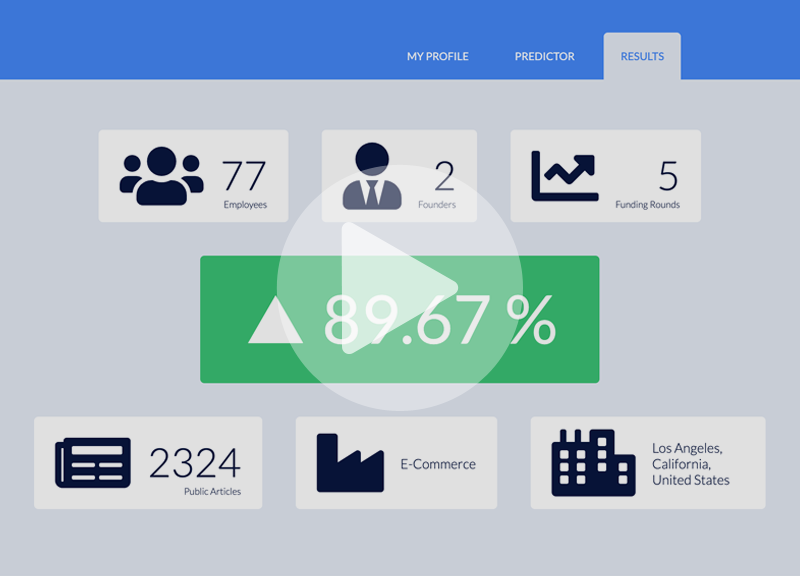 MY PROFILE
PREDICTOR
RESULTS
77
Employees
2
Founders
5
Funding Rounds
89.67 %
2324
Public Articles
E-Commerce
Los Angeles,
California,
United States